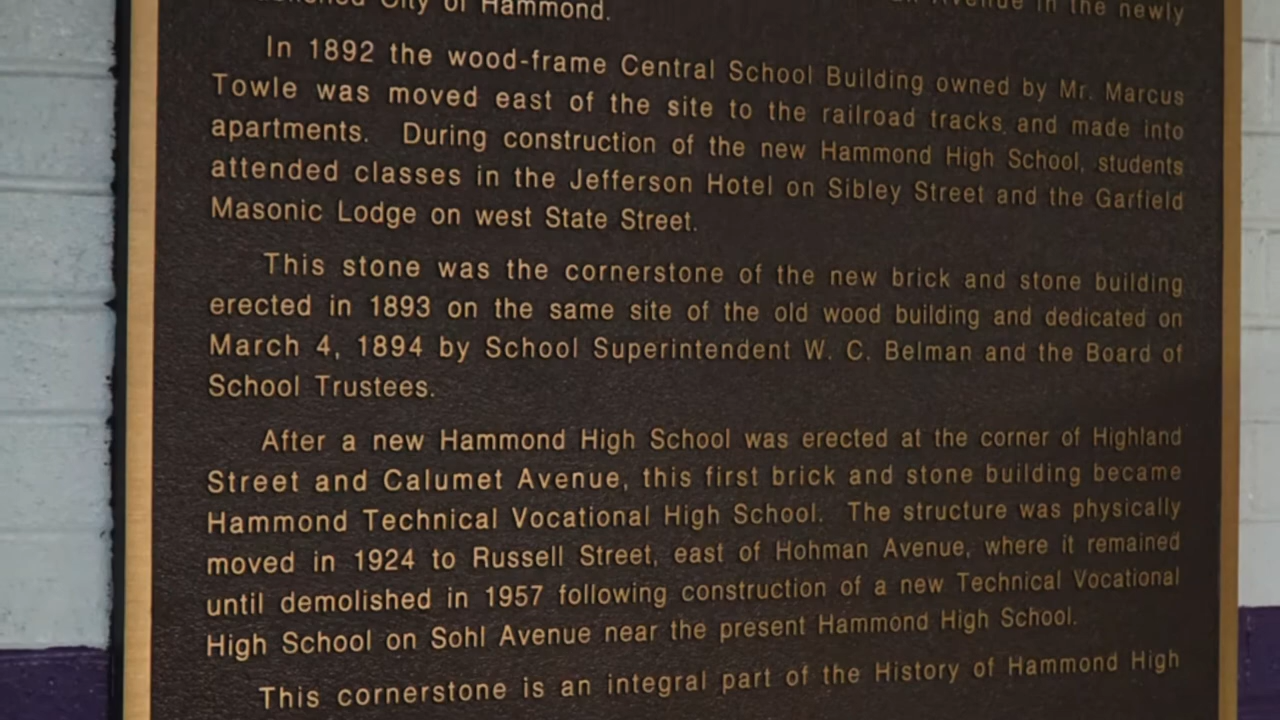 City of Hammond.
Avenue in the newly
In 1892 the wood-frame Central School Building owned by Mr. Marcus
Towle was moved east of the site to the railroad tracks and made into
apartments. During construction of the new Hammond High School, students
attended classes in the Jefferson Hotel on Sibley Street and the Garfield
Masonic Lodge on west State Street.
This stone was the cornerstone of the new brick and stone building
erected in 1893 on the same site of the old wood building and dedicated on
March 4, 1894 by School Superintendent W. C. Belman and the Board of
School Trustees.
After a new Hammond High School was erected at the corner of Highland
Street and Calumet Avenue, this first brick and stone building became
Hammond Technical Vocational High School. The structure was physically
moved in 1924 to Russell Street, east of Hohman Avenue, where it remained
until demolished in 1957 following construction of a new Technical Vocational
High School on Sohl Avenue near the present Hammond High School.
This cornerstone is an integral part of the History of Hammond High